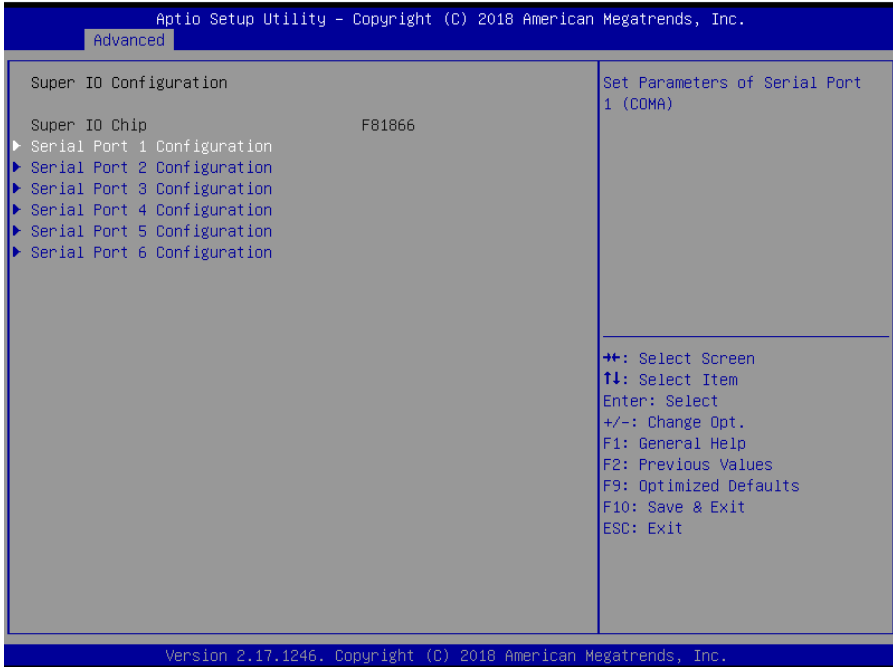 Aptio Setup Utility – Copyright (C) 2018 American Megatrends, Inc.
Advanced
Super IO Configuration
Super IO Chip F81866
Serial Port 1 Configuration
Serial Port 2 Configuration
Serial Port 3 Configuration
Serial Port 4 Configuration
Serial Port 5 Configuration
Serial Port 6 Configuration
Set Parameters of Serial Port
1 (COMA)
→←: Select Screen
↑↓: Select Item
Enter: Select
+/-: Change Opt.
F1: General Help
F2: Previous Values
F9: Optimized Defaults
F10: Save & Exit
ESC: Exit
Version 2.17.1246. Copyright (C) 2018 American Megatrends, Inc.